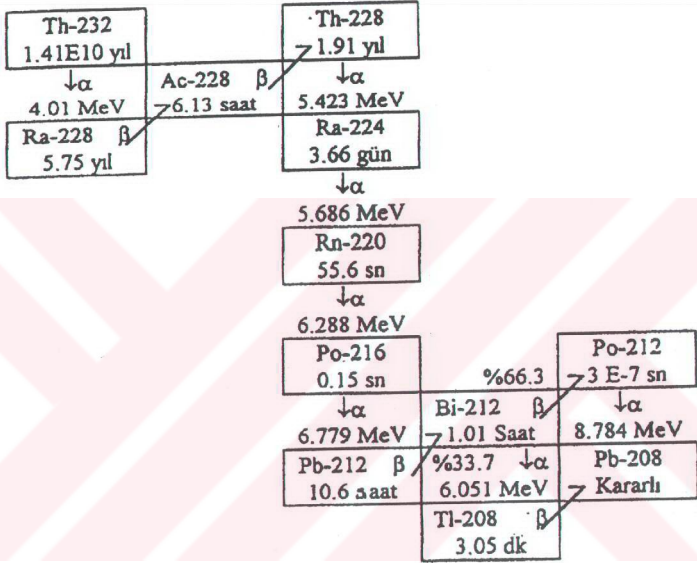 Th-232
1.41E10 yıl
↓α
4.01 MeV
Ra-228 β
5.75 yıl
Ac-228 β
6.13 saat
Th-228
1.91 yıl
↓α
5.423 MeV
Ra-224
3.66 gün
↓α
5.686 MeV
Rn-220
55.6 sn
↓α
6.288 MeV
Po-216
0.15 sn
↓α
6.779 MeV
Pb-212 β
10.6 saat
%66.3
Bi-212 β
1.01 Saat
%33.7 ↓α
6.051 MeV
Tl-208 β
3.05 dk
Po-212
3 E-7 sn
↓α
8.784 MeV
Pb-208
Kararlı